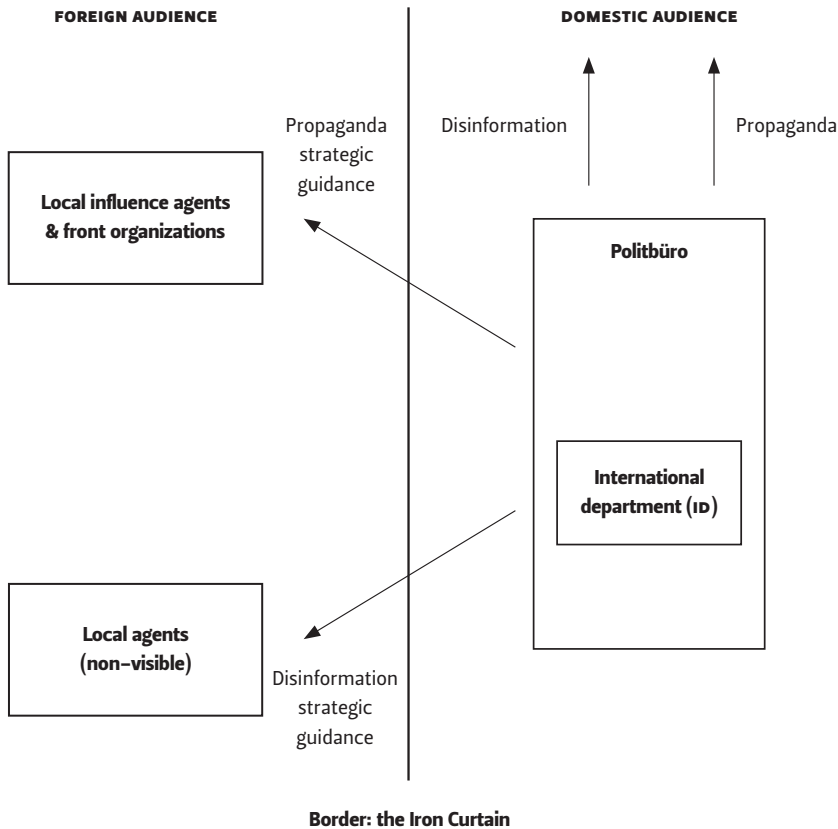 FOREIGN AUDIENCE
DOMESTIC AUDIENCE
Propaganda
strategic
guidance
Disinformation
Propaganda
Local influence agents
& front organizations
Politbüro
International
department (ID)
Local agents
(non-visible)
Disinformation
strategic
guidance
Border: the Iron Curtain